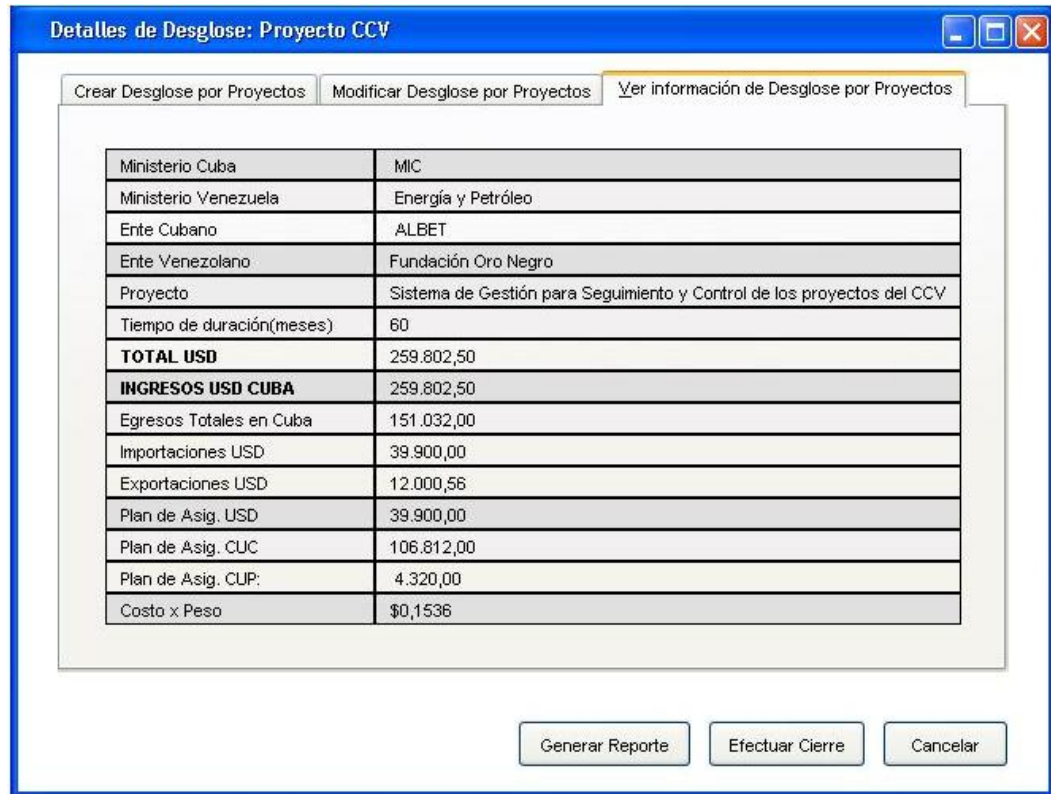 Detalles de Desglose: Proyecto CCV
Crear Desglose por Proyectos Modificar Desglose por Proyectos Ver información de Desglose por Proyectos
Ministerio Cuba MIC
Ministerio Venezuela Energía y Petróleo
Ente Cubano ALBET
Ente Venezolano Fundación Oro Negro
Proyecto Sistema de Gestión para Seguimiento y Control de los proyectos del CCV
Tiempo de duración(meses) 60
TOTAL USD 259.802,50
INGRESOS USD CUBA 259.802,50
Egresos Totales en Cuba 151.032,00
Importaciones USD 39.900,00
Exportaciones USD 12.000,56
Plan de Asig. USD 39.900,00
Plan de Asig. CUC 106.812,00
Plan de Asig. CUP: 4.320,00
Costo x Peso $0,1536
Generar Reporte Efectuar Cierre Cancelar